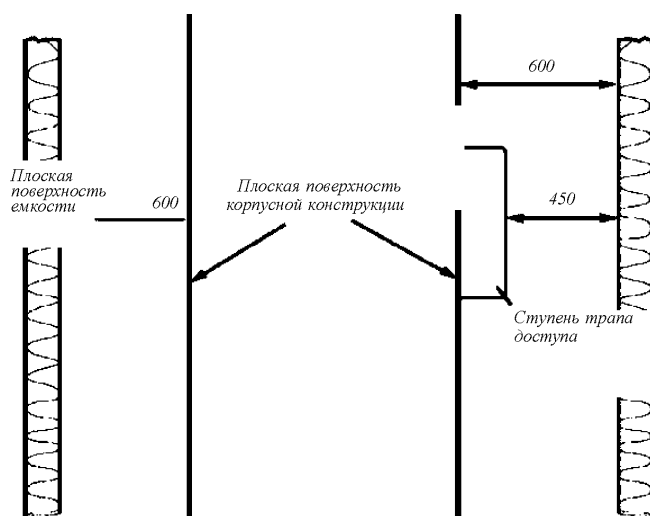 600
Плоская
поверхность
емкости
600
Плоская поверхность
корпусной конструкции
450
Ступень трапа
доступа